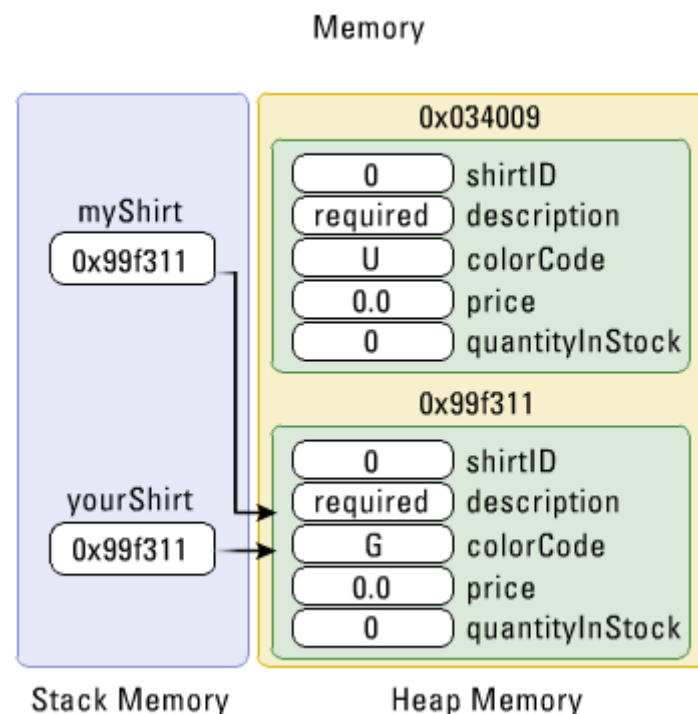 Memory
0x034009
0 shirtID
required description
U colorCode
0.0 price
0 quantityInStock
myShirt
0x99f311
0x99f311
0 shirtID
required description
G colorCode
0.0 price
0 quantityInStock
yourShirt
0x99f311
Stack Memory
Heap Memory